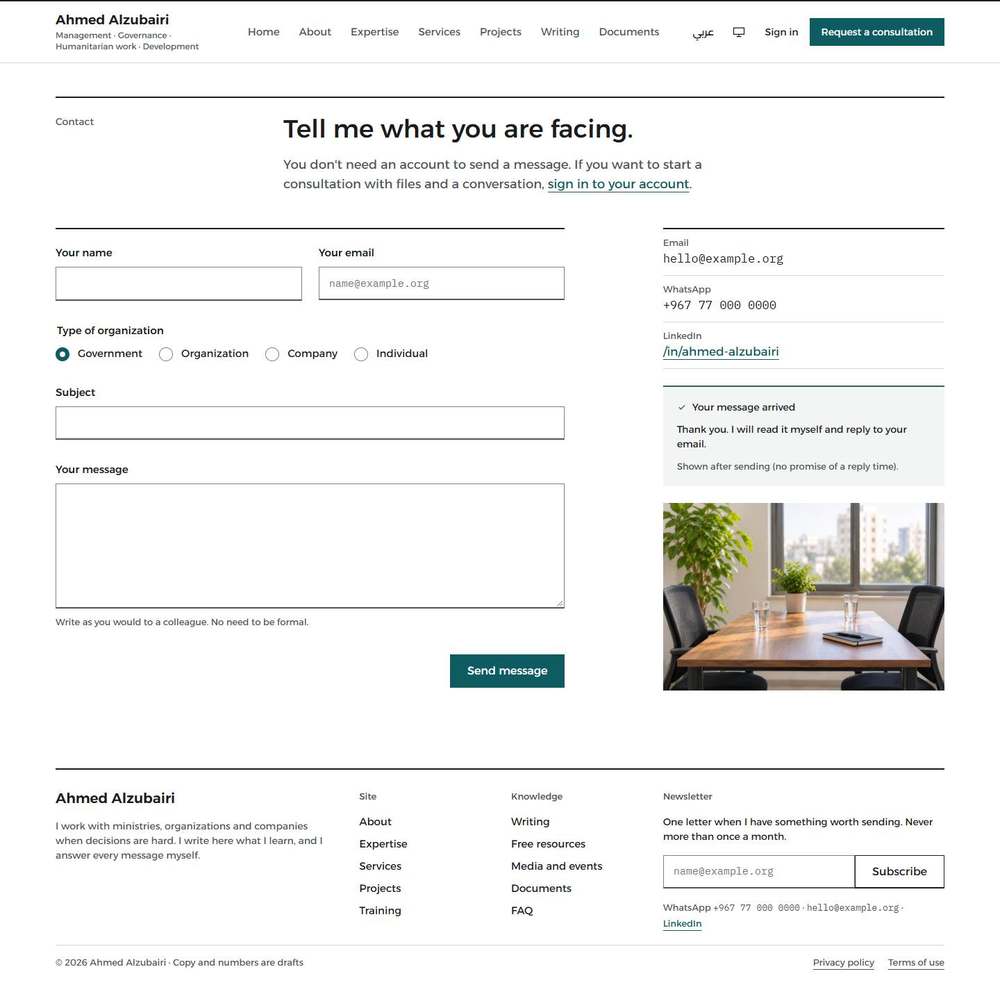 Ahmed Alzubairi
Management · Governance ·
Humanitarian work · Development
Home About Expertise Services Projects Writing Documents عربي Sign in Request a consultation
Contact
Tell me what you are facing.
You don't need an account to send a message. If you want to start a
consultation with files and a conversation, sign in to your account.
Your name Your email
name@example.org
Type of organization
Government Organization Company Individual
Subject
Your message
Write as you would to a colleague. No need to be formal.
Send message
Email
hello@example.org
WhatsApp
+967 77 000 0000
LinkedIn
/in/ahmed-alzubairi
✓ Your message arrived
Thank you. I will read it myself and reply to your
email.
Shown after sending (no promise of a reply time).
Ahmed Alzubairi
I work with ministries, organizations and companies
when decisions are hard. I write here what I learn, and I
answer every message myself.
Site
About
Expertise
Services
Projects
Training
Knowledge
Writing
Free resources
Media and events
Documents
FAQ
Newsletter
One letter when I have something worth sending. Never
more than once a month.
name@example.org Subscribe
WhatsApp +967 77 000 0000 · hello@example.org ·
LinkedIn
© 2026 Ahmed Alzubairi · Copy and numbers are drafts
Privacy policy Terms of use